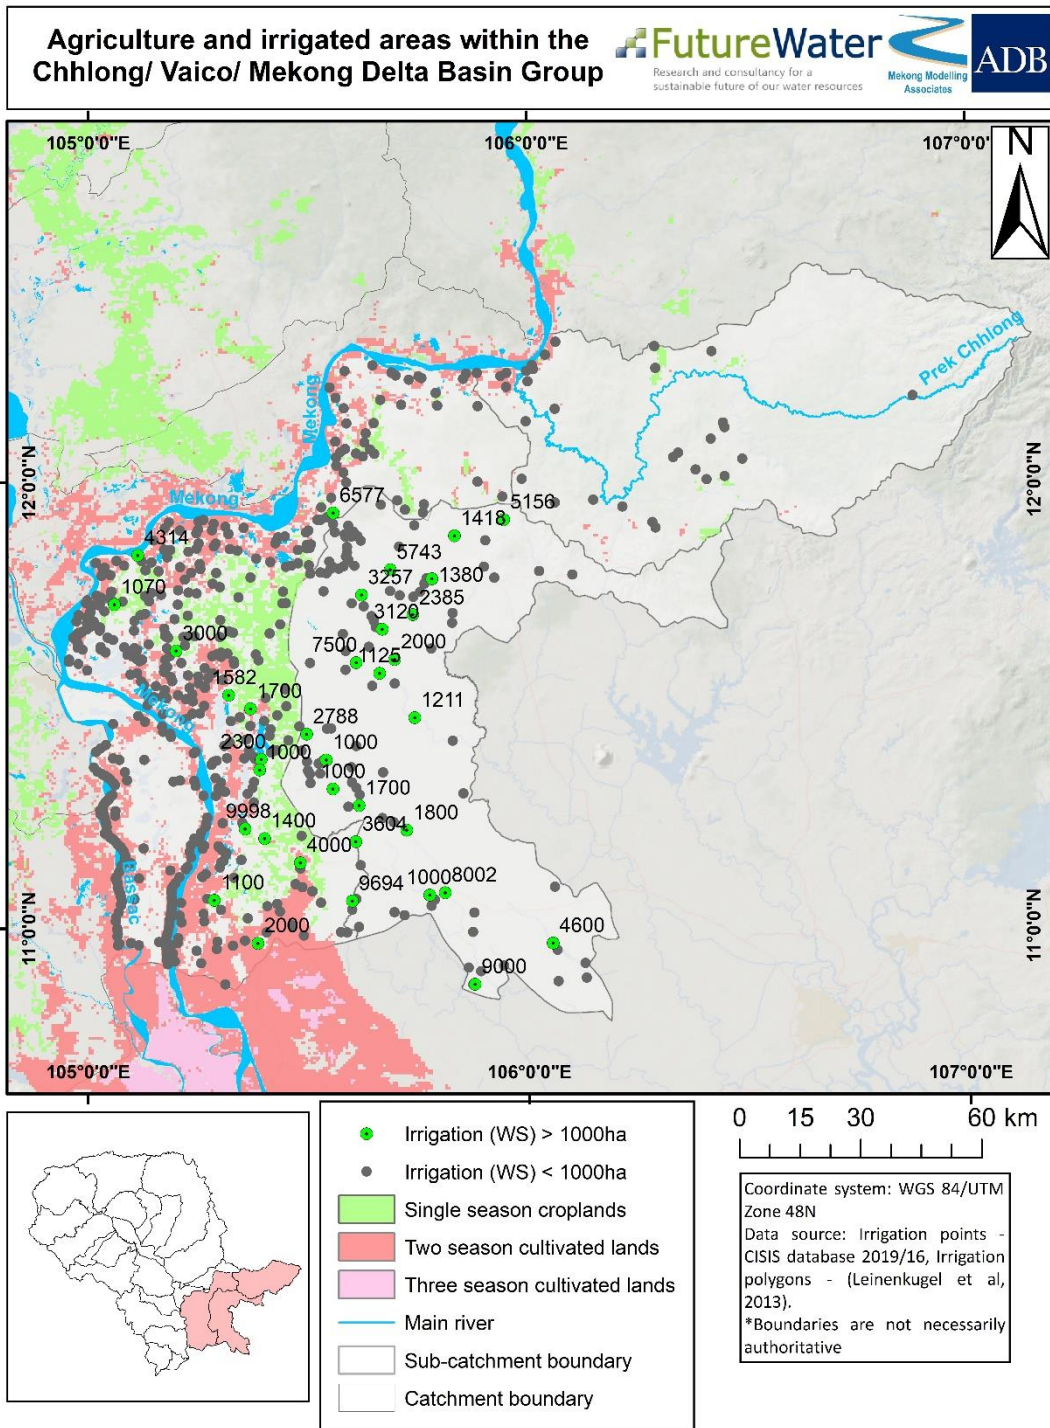 Agriculture and irrigated areas within the
Chhlong/ Vaico/ Mekong Delta Basin Group
FutureWater
Research and consultancy for a
sustainable future of our water resources
Mekong Modelling
Associates
ADB
105°0'0"E
106°0'0"E
107°0'0"E
N
Prek Chhlong
Mekong
12°0'0"N
12°0'0"N
Mekong
6577
5156
1418
4314
5743
1380
3257
1070
2385
3120
3000
2000
7500
1125
1582
1700
1211
Mekong
2788
2300
1000
1000
1000
1700
1800
9998
1400
3604
4000
Bassac
1100
9694
1000
8002
11°0'0"N
11°0'0"N
2000
4600
9000
105°0'0"E
106°0'0"E
107°0'0"E
Irrigation (WS) > 1000ha
Irrigation (WS) < 1000ha
Single season croplands
Two season cultivated lands
Three season cultivated lands
Main river
Sub-catchment boundary
Catchment boundary
0 15 30 60 km
Coordinate system: WGS 84/UTM
Zone 48N
Data source: Irrigation points -
CISIS database 2019/16, Irrigation
polygons - (Leinenkugel et al,
2013).
*Boundaries are not necessarily
authoritative